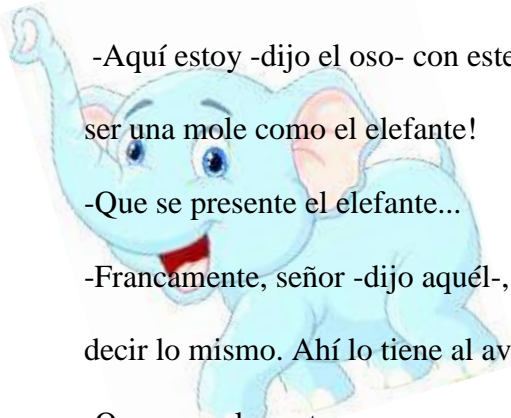 -Aquí estoy -dijo el oso- con este
ser una mole como el elefante!
-Que se presente el elefante...
-Francamente, señor -dijo aquél-,
decir lo mismo. Ahí lo tiene al av